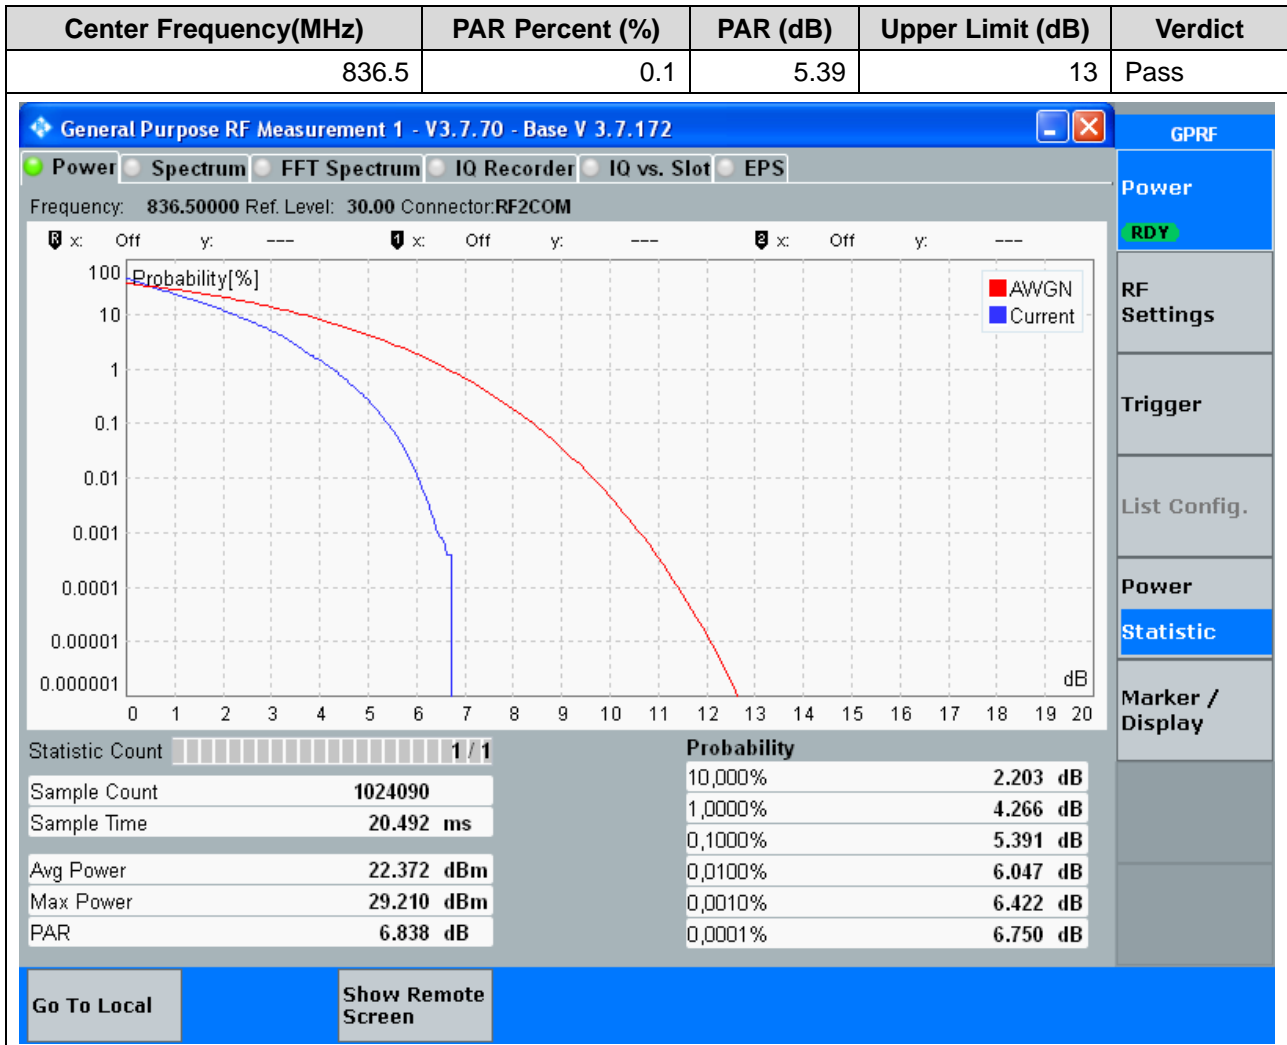 Center Frequency(MHz) PAR Percent (%) PAR (dB) Upper Limit (dB) Verdict
836.5 0.1 5.39 13 Pass
General Purpose RF Measurement 1 - V3.7.70 - Base V 3.7.172
GPRF
Power Spectrum FFT Spectrum IQ Recorder IQ vs. Slot EPS
Power
RDY
Frequency: 836.50000 Ref. Level: 30.00 Connector:RF2COM
R x: Off y: --- 1 x: Off y: --- 2 x: Off y: ---
Probability[%]
AWGN
Current
100
10
1
0.1
0.01
0.001
0.0001
0.00001
0.000001
dB
0 1 2 3 4 5 6 7 8 9 10 11 12 13 14 15 16 17 18 19 20
RF
Settings
Trigger
List Config.
Power
Statistic
Marker /
Display
Statistic Count 1 / 1
Sample Count 1024090
Sample Time 20.492 ms
Avg Power 22.372 dBm
Max Power 29.210 dBm
PAR 6.838 dB
Probability
10,000% 2.203 dB
1,0000% 4.266 dB
0,1000% 5.391 dB
0,0100% 6.047 dB
0,0010% 6.422 dB
0,0001% 6.750 dB
Go To Local
Show Remote
Screen